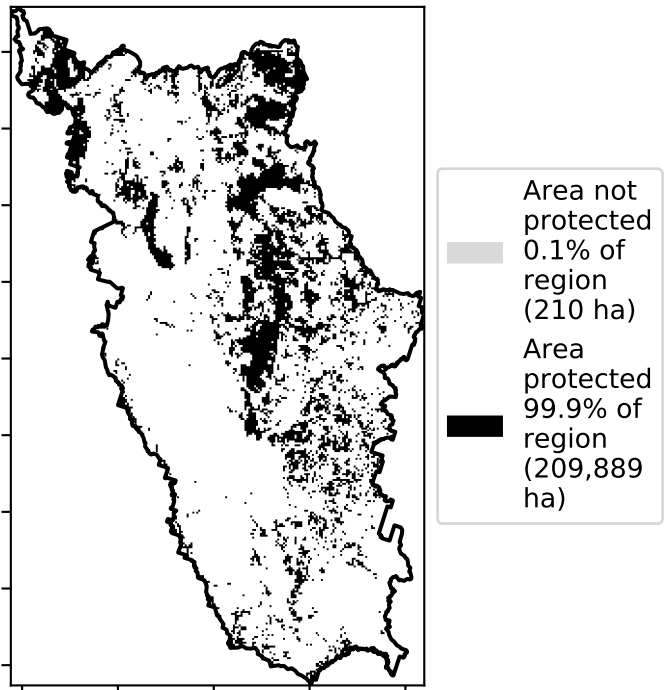 Area not
protected
0.1% of
region
(210 ha)
Area
protected
99.9% of
region
(209,889
ha)